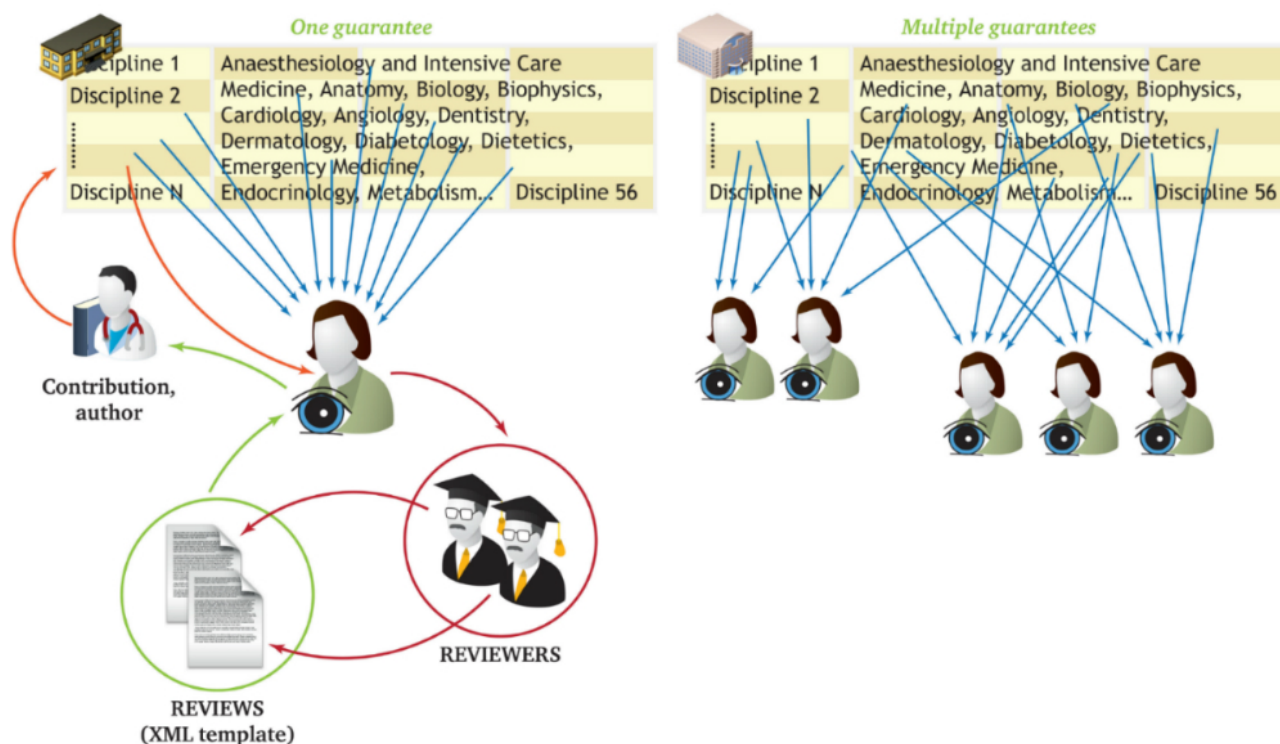 One guarantee
Discipline 1
Anaesthesiology and Intensive Care
Discipline 2
Medicine, Anatomy, Biology, Biophysics,
Cardiology, Angiology, Dentistry,
Dermatology, Diabetology, Dietetics,
Emergency Medicine,
Discipline N
Endocrinology, Metabolism...
Discipline 56
Contribution,
author
REVIEWERS
REVIEWS
(XML template)
Multiple guarantees
Discipline 1
Anaesthesiology and Intensive Care
Discipline 2
Medicine, Anatomy, Biology, Biophysics,
Cardiology, Angiology, Dentistry,
Dermatology, Diabetology, Dietetics,
Emergency Medicine,
Discipline N
Endocrinology, Metabolism...
Discipline 56